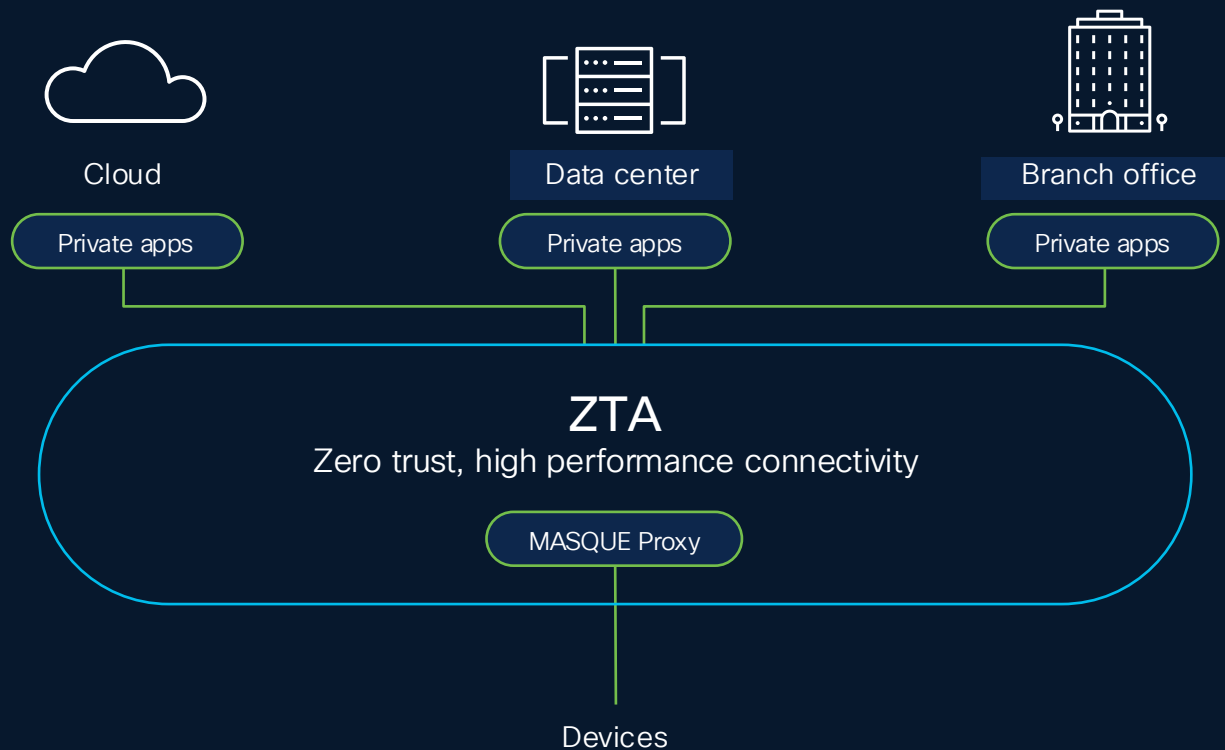 Cloud
Data center
Branch office
Private apps
Private apps
Private apps
ZTA
Zero trust, high performance connectivity
MASQUE Proxy
Devices